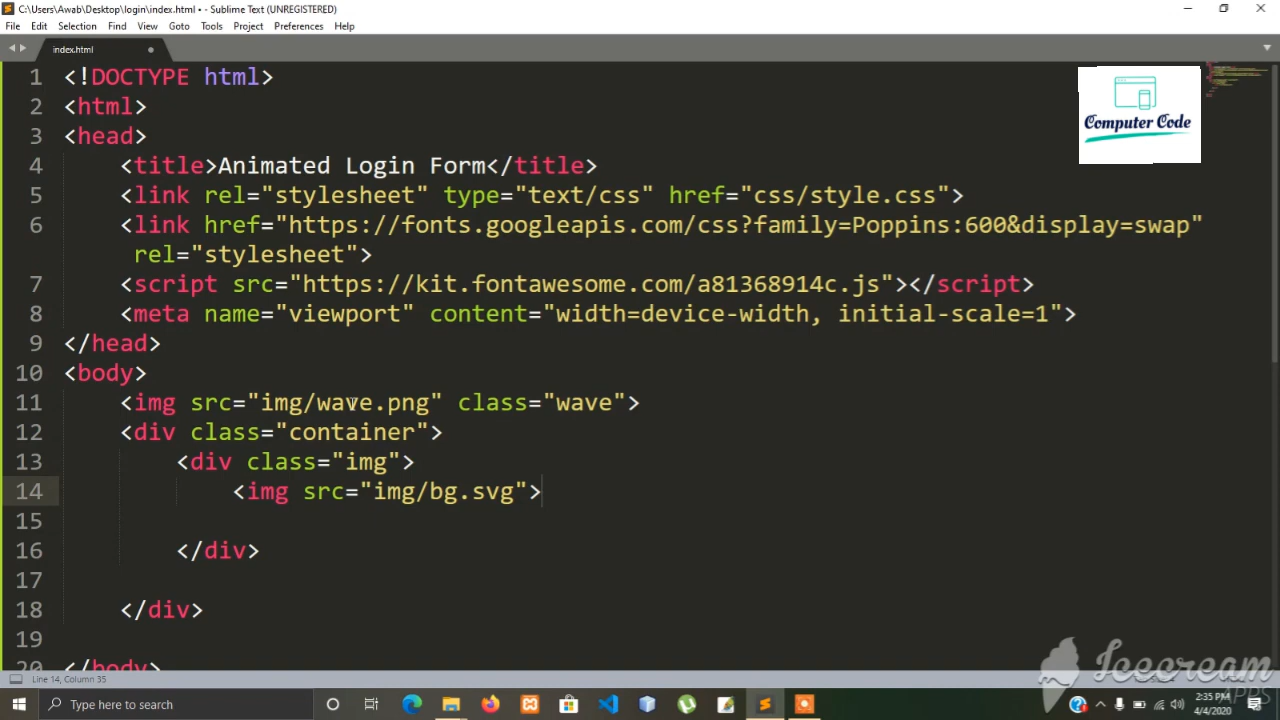 C:\Users\Awab\Desktop\login\index.html • - Sublime Text (UNREGISTERED)
File Edit Selection Find View Goto Tools Project Preferences Help
index.html
1 <!DOCTYPE html>
2 <html>
3 <head>
4 <title>Animated Login Form</title>
5 <link rel="stylesheet" type="text/css" href="css/style.css">
6 <link href="https://fonts.googleapis.com/css?family=Poppins:600&display=swap"
rel="stylesheet">
7 <script src="https://kit.fontawesome.com/a81368914c.js"></script>
8 <meta name="viewport" content="width=device-width, initial-scale=1">
9 </head>
10 <body>
11 <img src="img/wave.png" class="wave">
12 <div class="container">
13 <div class="img">
14 <img src="img/bg.svg">
15
16 </div>
17
18 </div>
19
20 </body>
Computer Code
Icecream
APPS
Line 14, Column 35
Type here to search
2:35 PM
4/4/2020